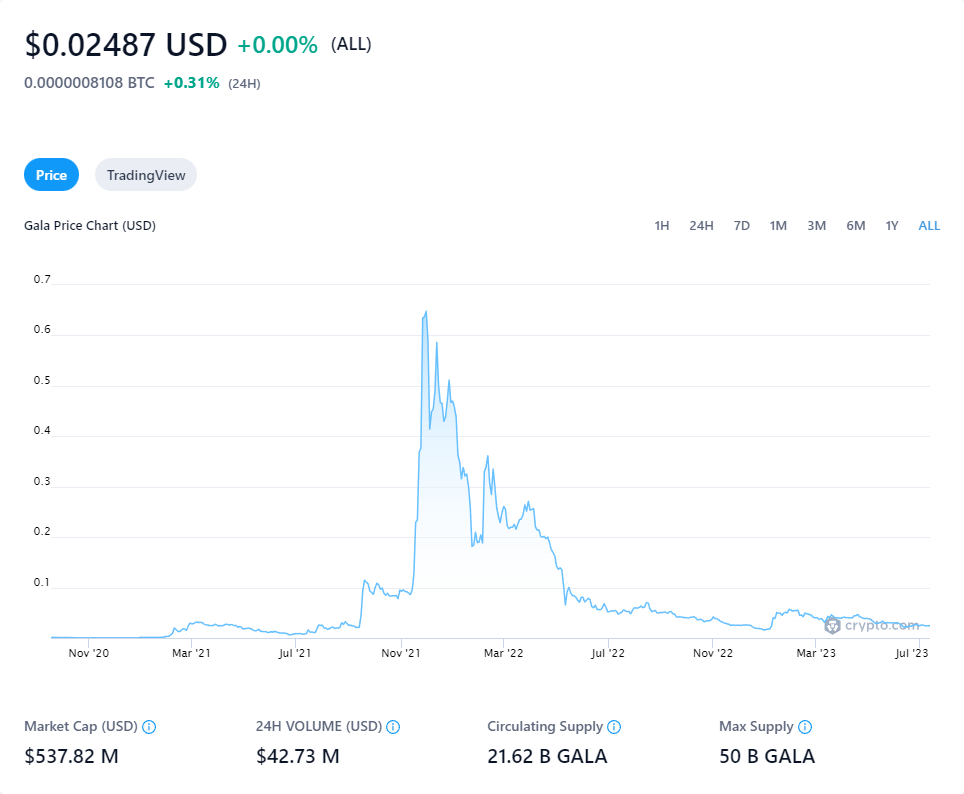 $0.02487 USD +0.00% (ALL)
0.0000008108 BTC +0.31% (24H)
Price TradingView
Gala Price Chart (USD) 1H 24H 7D 1M 3M 6M 1Y ALL
0.7
0.6
0.5
0.4
0.3
0.2
0.1
crypto.com
Nov '20 Mar '21 Jul '21 Nov '21 Mar '22 Jul '22 Nov '22 Mar '23 Jul '23
Market Cap (USD) 24H VOLUME (USD) Circulating Supply Max Supply
$537.82 M $42.73 M 21.62 B GALA 50 B GALA